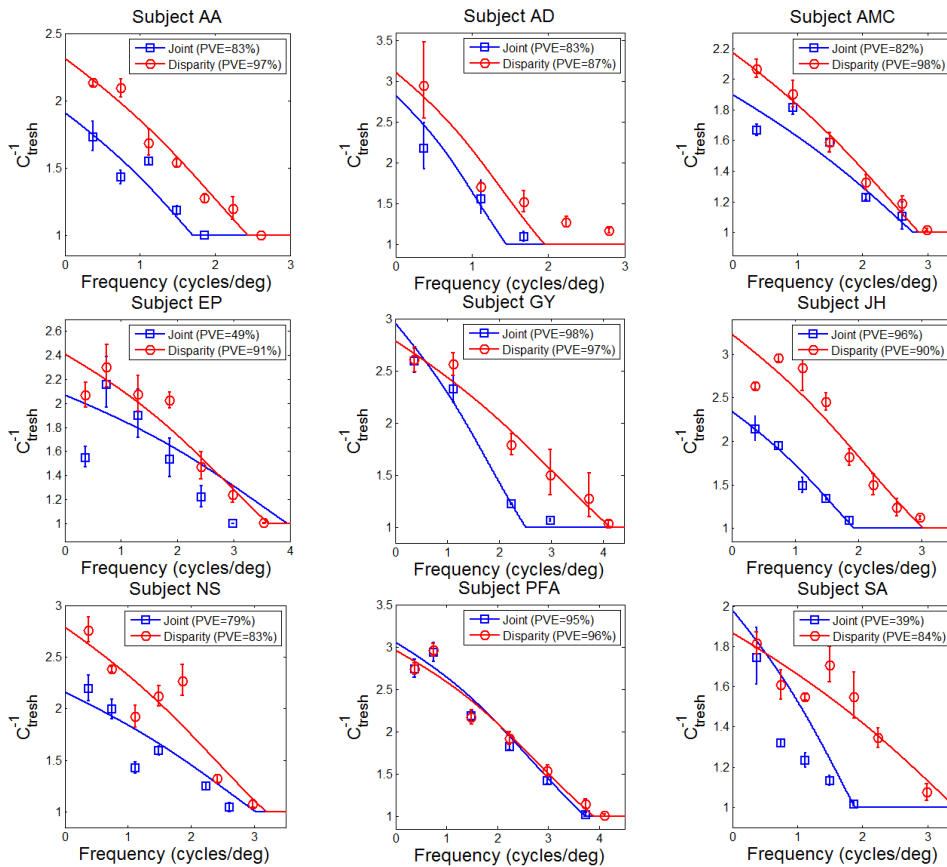 Subject AA
Joint (PVE=83%)
Disparity (PVE=97%)
2.5
2
1.5
1
C⁻¹tresh
0 1 2 3
Frequency (cycles/deg)
Subject AD
Joint (PVE=83%)
Disparity (PVE=87%)
3.5
3
2.5
2
1.5
1
C⁻¹tresh
0 1 2 3
Frequency (cycles/deg)
Subject AMC
Joint (PVE=82%)
Disparity (PVE=98%)
2.2
2
1.8
1.6
1.4
1.2
1
C⁻¹tresh
0 1 2 3
Frequency (cycles/deg)
Subject EP
Joint (PVE=49%)
Disparity (PVE=91%)
2.6
2.4
2.2
2
1.8
1.6
1.4
1.2
1
C⁻¹tresh
0 1 2 3 4
Frequency (cycles/deg)
Subject GY
Joint (PVE=98%)
Disparity (PVE=97%)
3
2.5
2
1.5
1
C⁻¹tresh
0 1 2 3 4
Frequency (cycles/deg)
Subject JH
Joint (PVE=96%)
Disparity (PVE=90%)
3
2.5
2
1.5
1
C⁻¹tresh
0 1 2 3
Frequency (cycles/deg)
Subject NS
Joint (PVE=79%)
Disparity (PVE=83%)
3
2.5
2
1.5
1
C⁻¹tresh
0 1 2 3
Frequency (cycles/deg)
Subject PFA
Joint (PVE=95%)
Disparity (PVE=96%)
3.5
3
2.5
2
1.5
1
C⁻¹tresh
0 1 2 3 4
Frequency (cycles/deg)
Subject SA
Joint (PVE=39%)
Disparity (PVE=84%)
2
1.8
1.6
1.4
1.2
1
C⁻¹tresh
0 1 2 3
Frequency (cycles/deg)